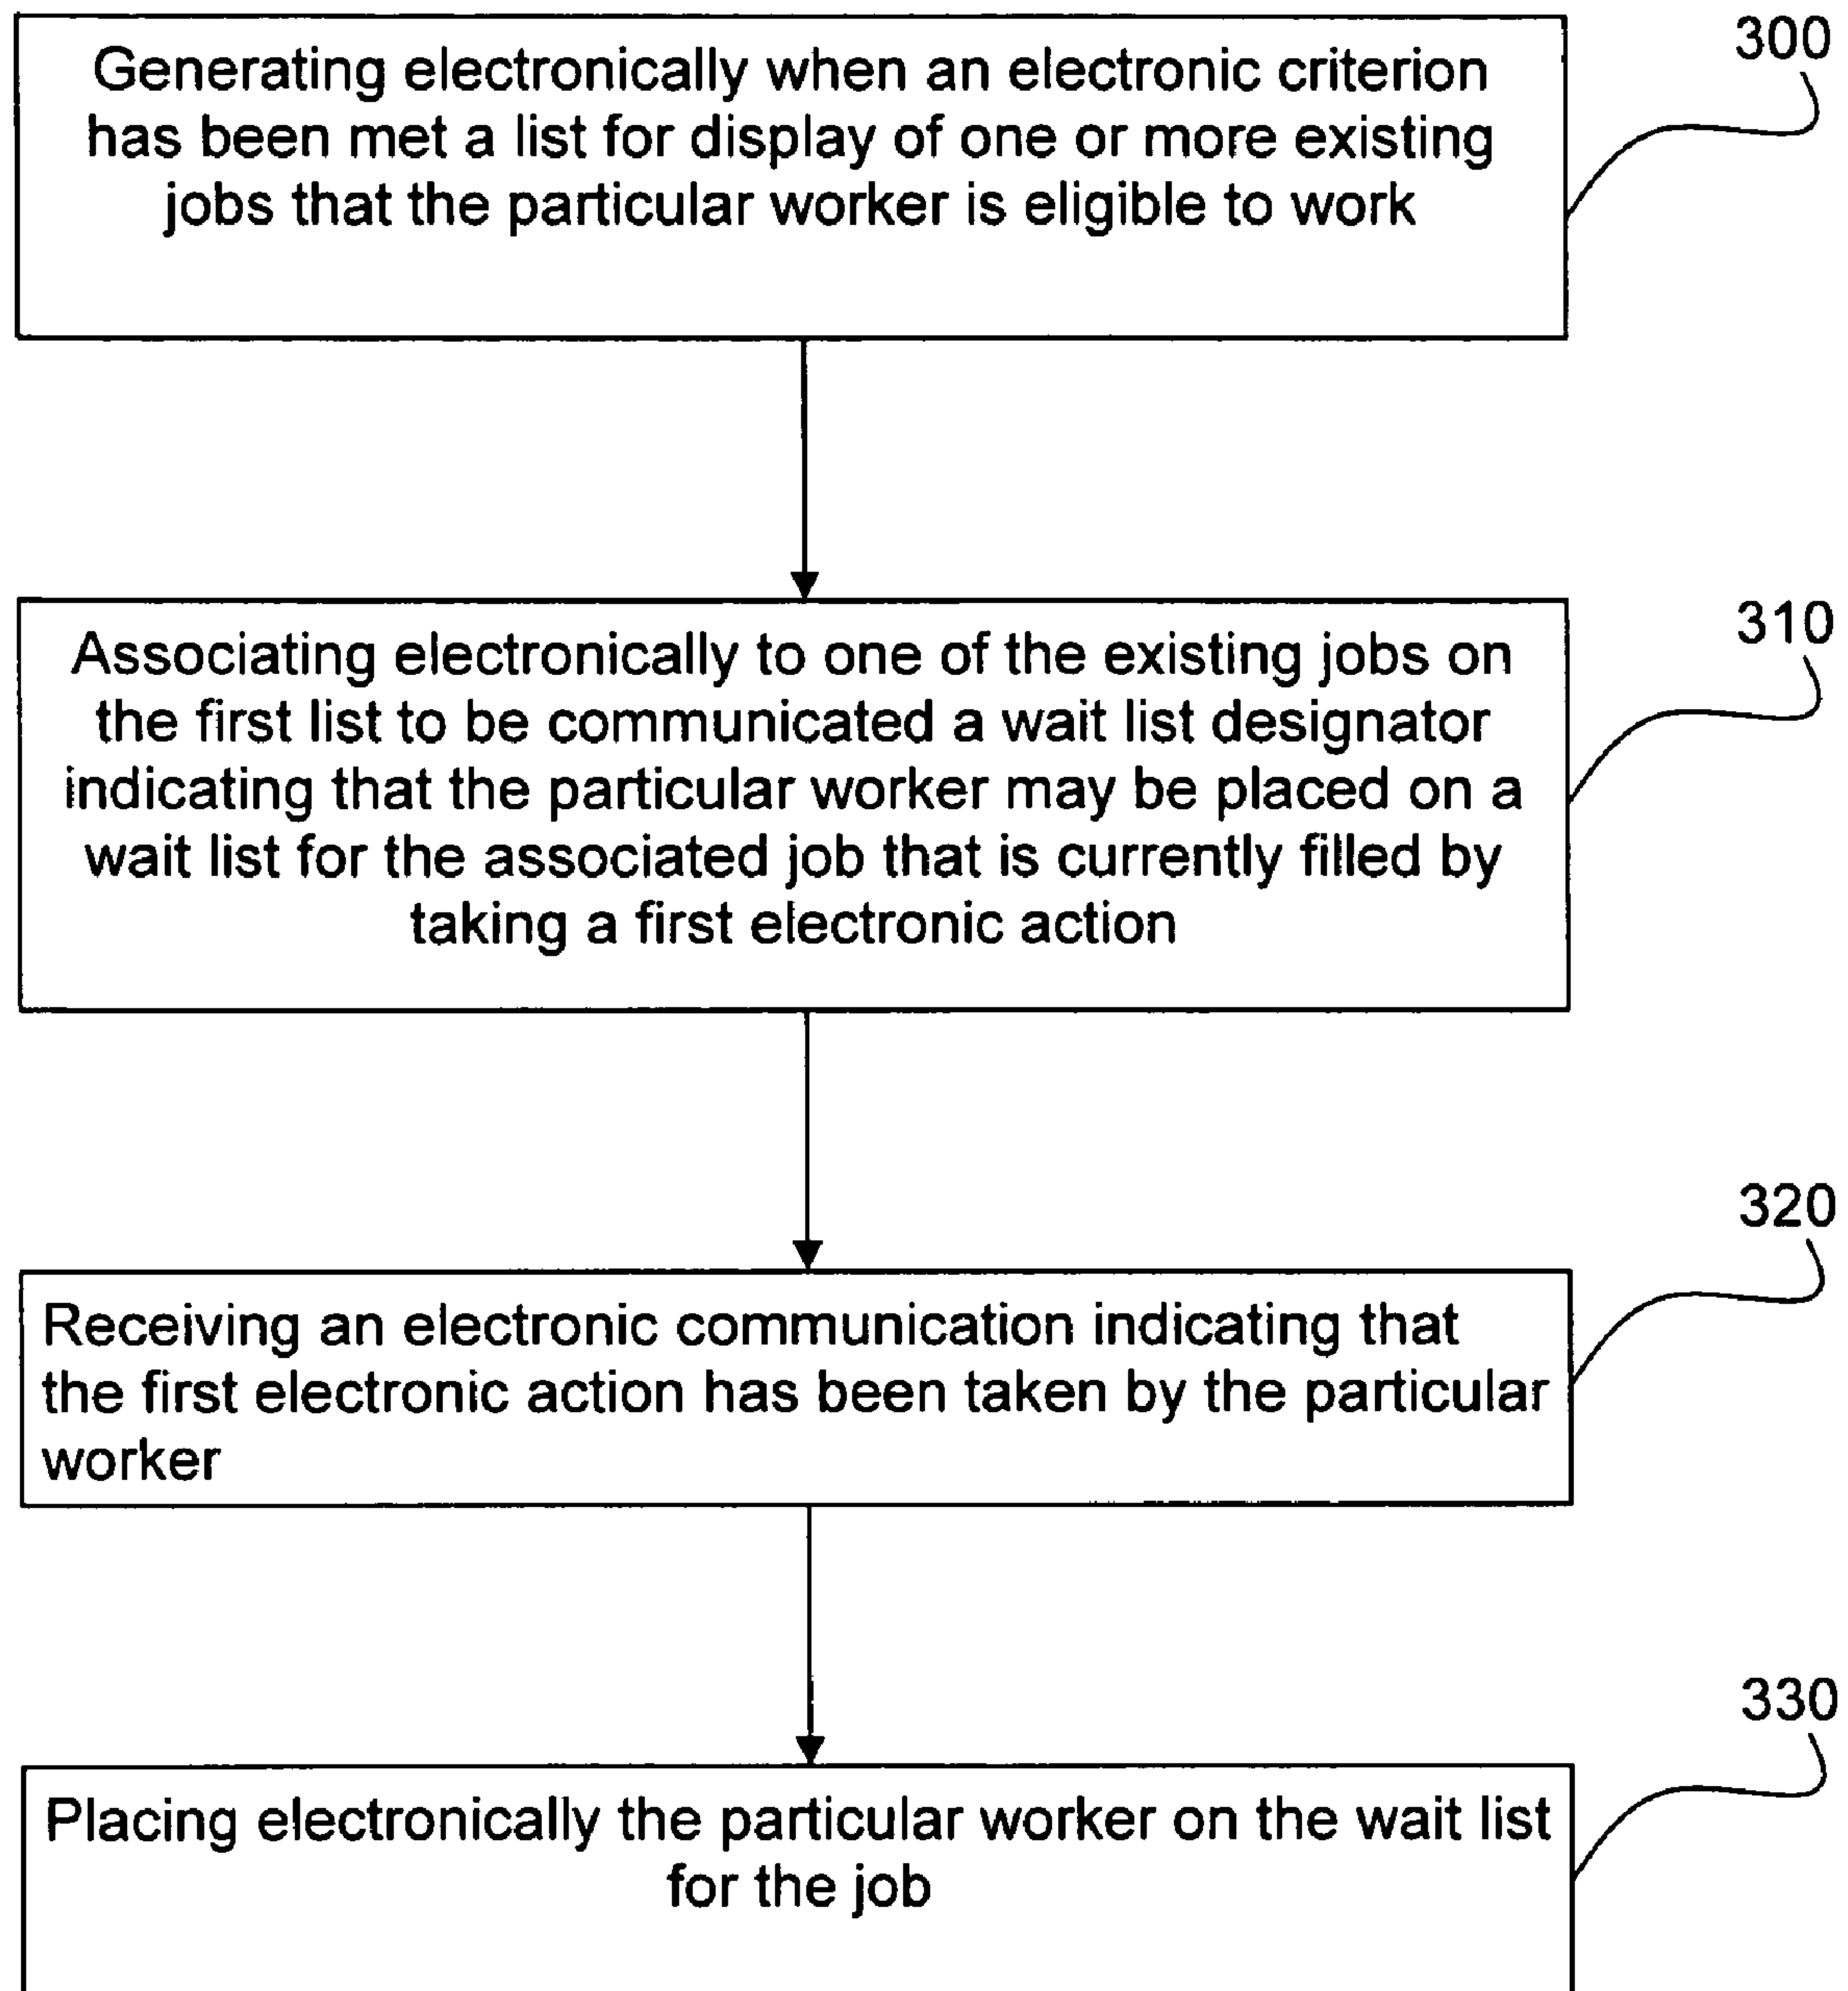 300
Generating electronically when an electronic criterion
has been met a list for display of one or more existing
jobs that the particular worker is eligible to work
310
Associating electronically to one of the existing jobs on
the first list to be communicated a wait list designator
indicating that the particular worker may be placed on a
wait list for the associated job that is currently filled by
taking a first electronic action
320
Receiving an electronic communication indicating that
the first electronic action has been taken by the particular
worker
330
Placing electronically the particular worker on the wait list
for the job